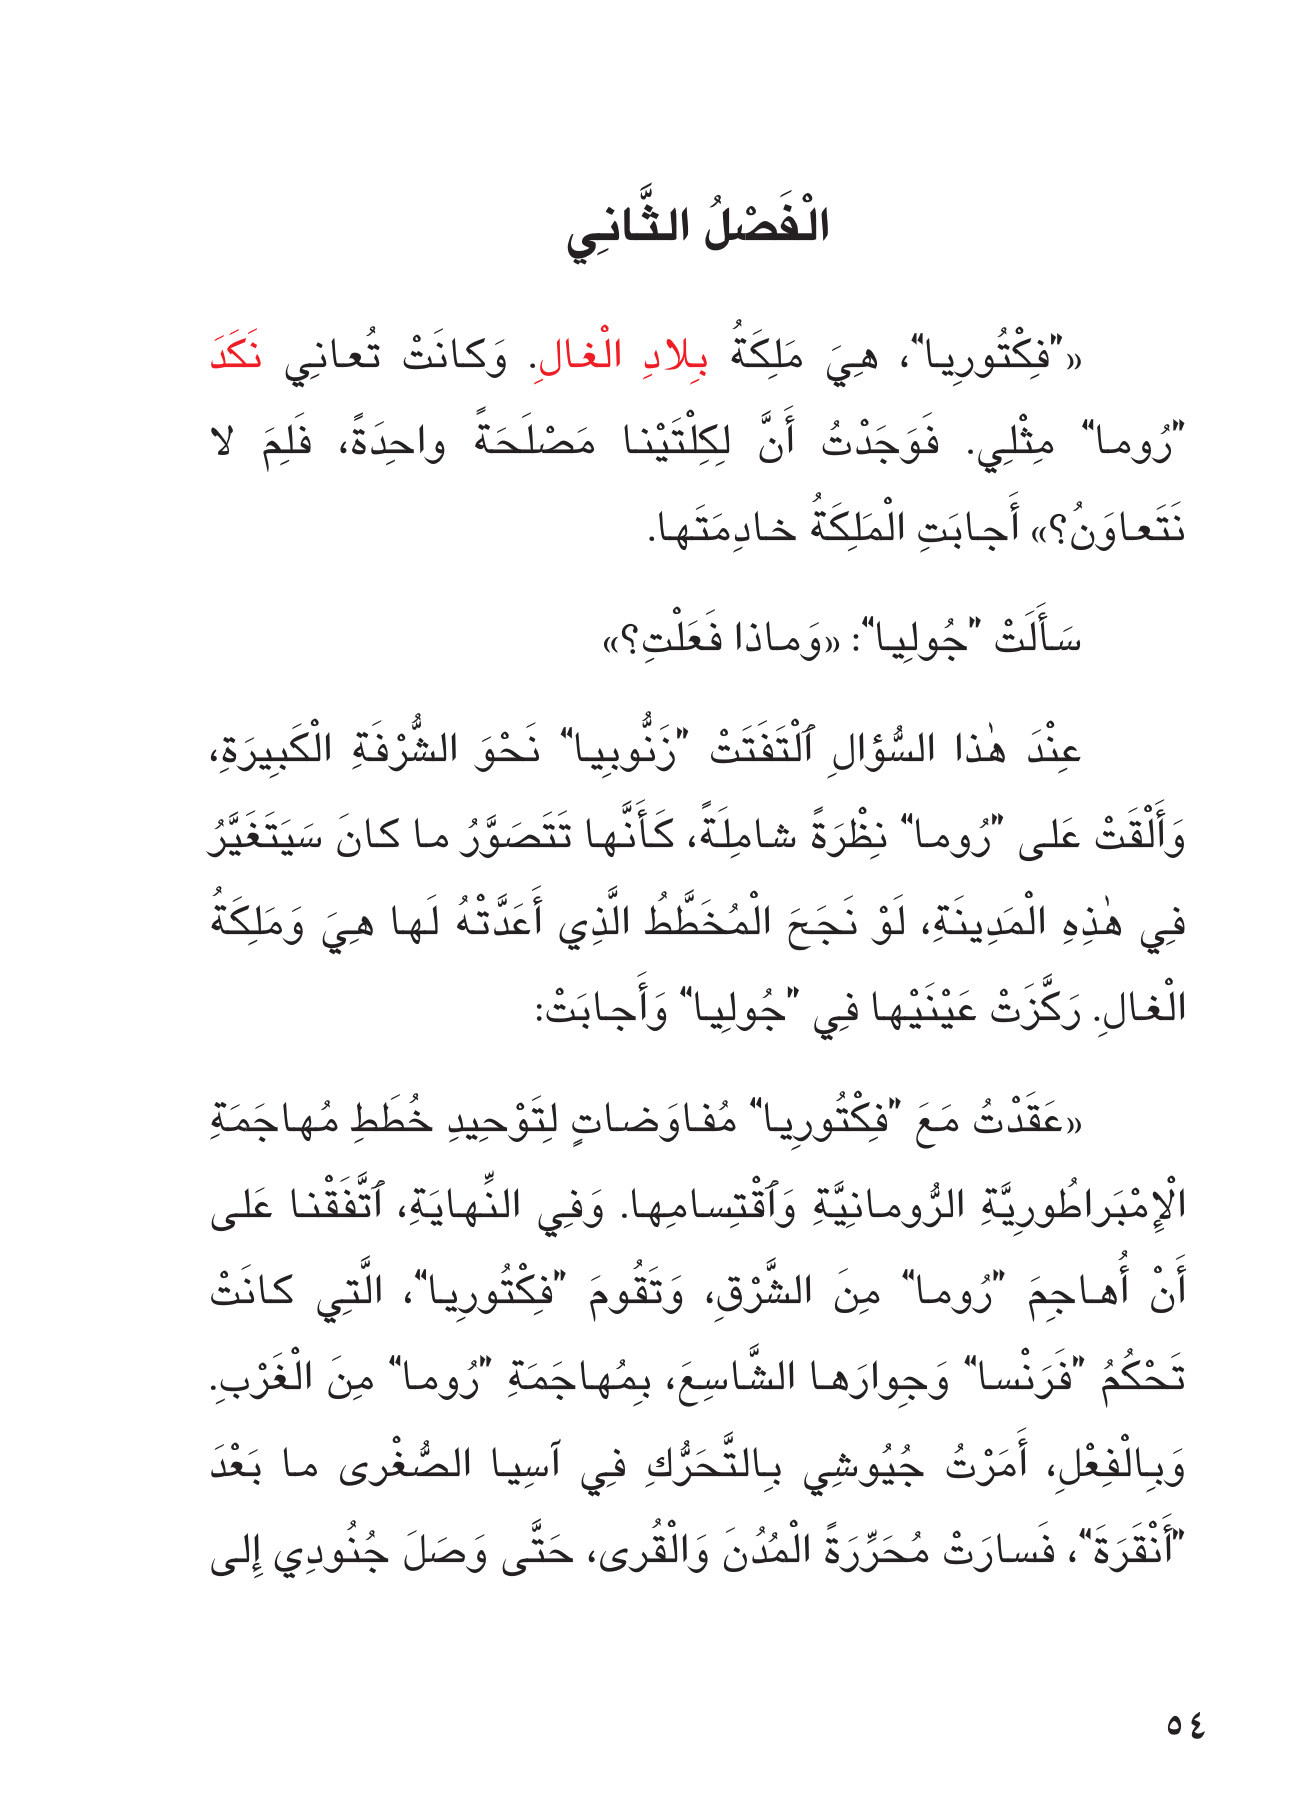 الْفَصْلُ الثَّانِي
«"فِكْتُورِيا"، هِيَ مَلِكَةُ بِلادِ الْغالِ. وَكانَتْ تُعانِي نَكَدَ
"رُوما" مِثْلِي. فَوَجَدْتُ أَنَّ لِكِلْتَيْنا مَصْلَحَةً واحِدَةً، فَلِمَ لا
نَتَعاوَنُ؟» أَجابَتِ الْمَلِكَةُ خادِمَتَها.
سَأَلَتْ "جُولِيا": «وَماذا فَعَلْتِ؟»
عِنْدَ هٰذا السُّؤالِ ٱلْتَفَتَتْ "زَنُّوبِيا" نَحْوَ الشُّرْفَةِ الْكَبِيرَةِ،
وَأَلْقَتْ عَلى "رُوما" نِظْرَةً شامِلَةً، كَأَنَّها تَتَصَوَّرُ ما كانَ سَيَتَغَيَّرُ
فِي هٰذِهِ الْمَدِينَةِ، لَوْ نَجَحَ الْمُخَطَّطُ الَّذِي أَعَدَّتْهُ لَها هِيَ وَمَلِكَةُ
الْغالِ. رَكَّزَتْ عَيْنَيْها فِي "جُولِيا" وَأَجابَتْ:
«عَقَدْتُ مَعَ "فِكْتُورِيا" مُفاوَضاتٍ لِتَوْحِيدِ خُطَطِ مُهاجَمَةِ
الْإِمْبَراطُورِيَّةِ الرُّومانِيَّةِ وَٱقْتِسامِها. وَفِي النِّهايَةِ، ٱتَّفَقْنا عَلى
أَنْ أُهاجِمَ "رُوما" مِنَ الشَّرْقِ، وَتَقُومَ "فِكْتُورِيا"، الَّتِي كانَتْ
تَحْكُمُ "فَرَنْسا" وَجِوارَها الشَّاسِعَ، بِمُهاجَمَةِ "رُوما" مِنَ الْغَرْبِ.
وَبِالْفِعْلِ، أَمَرْتُ جُيُوشِي بِالتَّحَرُّكِ فِي آسِيا الصُّغْرى ما بَعْدَ
"أَنْقَرَةَ"، فَسارَتْ مُحَرِّرَةً الْمُدُنَ وَالْقُرى، حَتَّى وَصَلَ جُنُودِي إِلى
٥٤